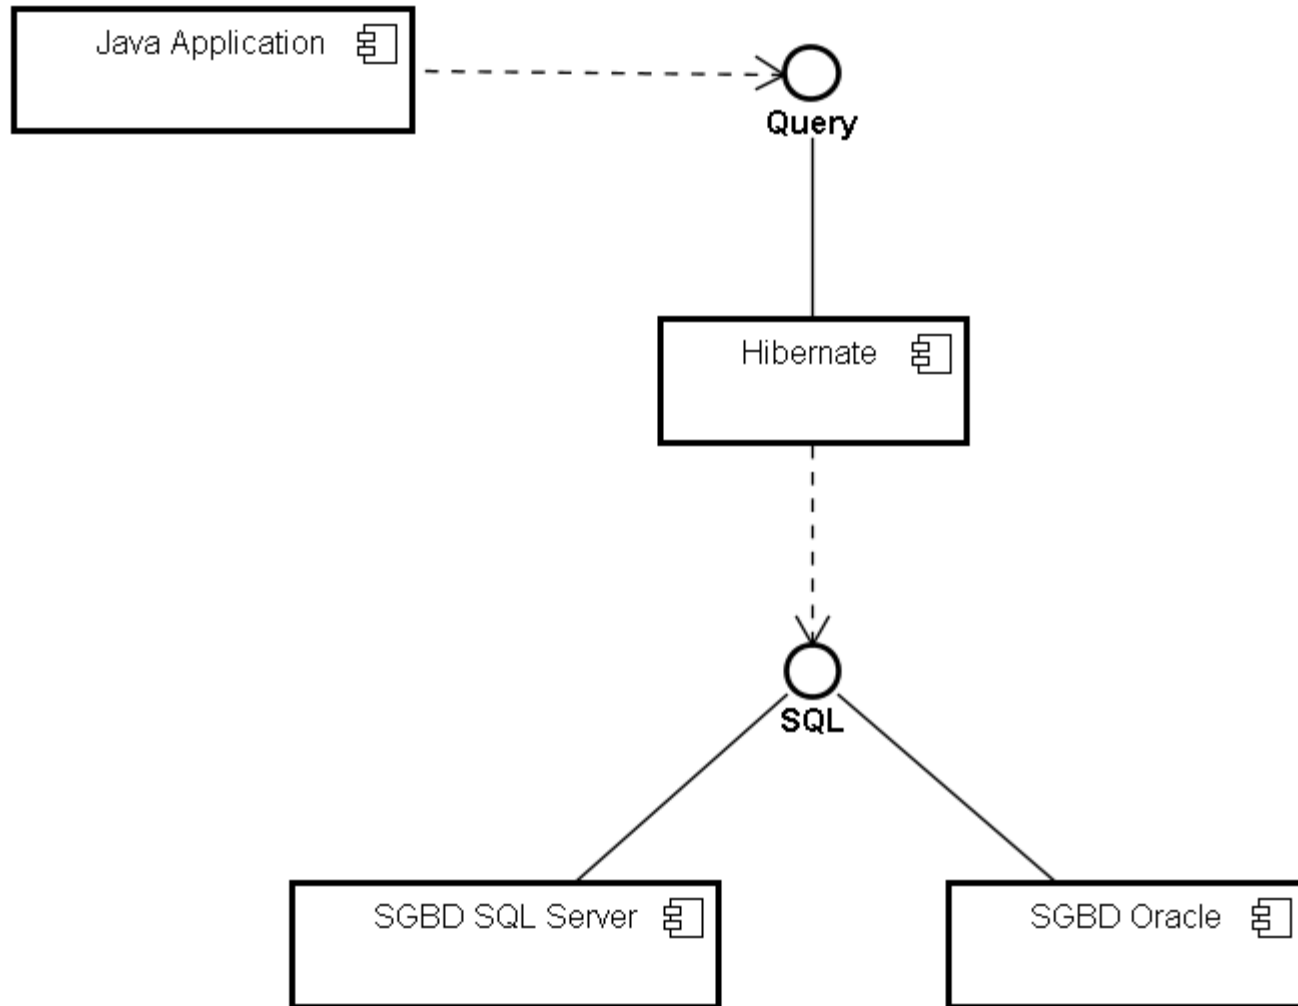 Java Application
Query
Hibernate
SQL
SGBD SQL Server
SGBD Oracle